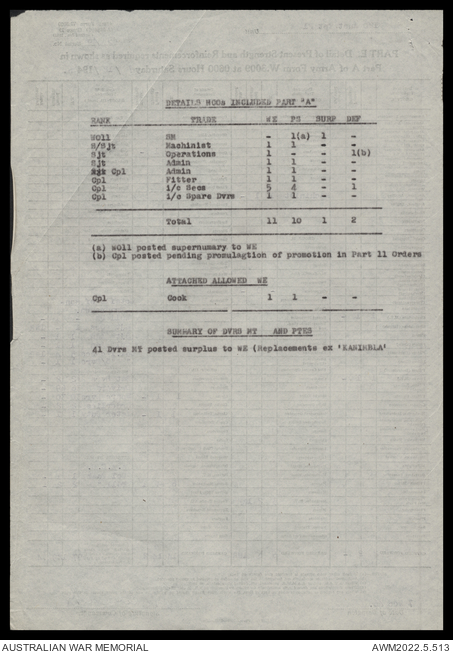 DETAILS NCOs INCLUDED PART "A"
RANK TRADE WE PS SURP DEF
WOll SM - 1(a) 1 -
S/Sjt Machinist 1 1 - -
Sjt Operations 1 - - 1(b)
Sjt Admin 1 1 - -
Cpl Admin 1 1 - -
Cpl Fitter 1 1 - -
Cpl i/c Secs 5 4 - 1
Cpl i/c Spare Dvrs 1 1 - -
Total 11 10 1 2
(a) WOll posted supernumary to WE
(b) Cpl posted pending promulagtion of promotion in Part 11 Orders
ATTACHED ALLOWED WE
Cpl Cook 1 1 - -
SUMMARY OF DVRS MT AND PTES
41 Dvrs MT posted surplus to WE (Replacements ex 'KANIMBLA'
AUSTRALIAN WAR MEMORIAL AWM2022.5.513